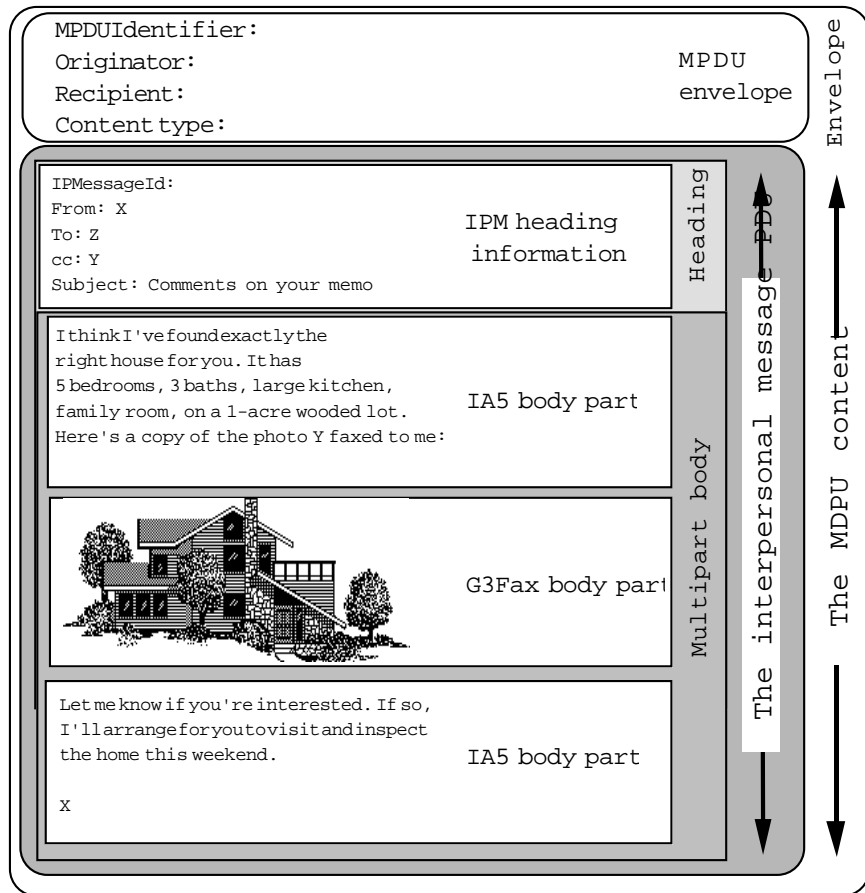 MPDUIdentifier:
Originator:
Recipient:
Content type:
MPDU
envelope
Envelope
IPMessageId:
From: X
To: Z
cc: Y
Subject: Comments on your memo
IPM heading
information
Heading
I think I've found exactly the
right house for you. It has
5 bedrooms, 3 baths, large kitchen,
family room, on a 1-acre wooded lot.
Here's a copy of the photo Y faxed to me:
IA5 body part
G3Fax body part
Let me know if you're interested. If so,
I'll arrange for you to visit and inspect
the home this weekend.
X
IA5 body part
Multipart body
The interpersonal message PDU
The MDPU content